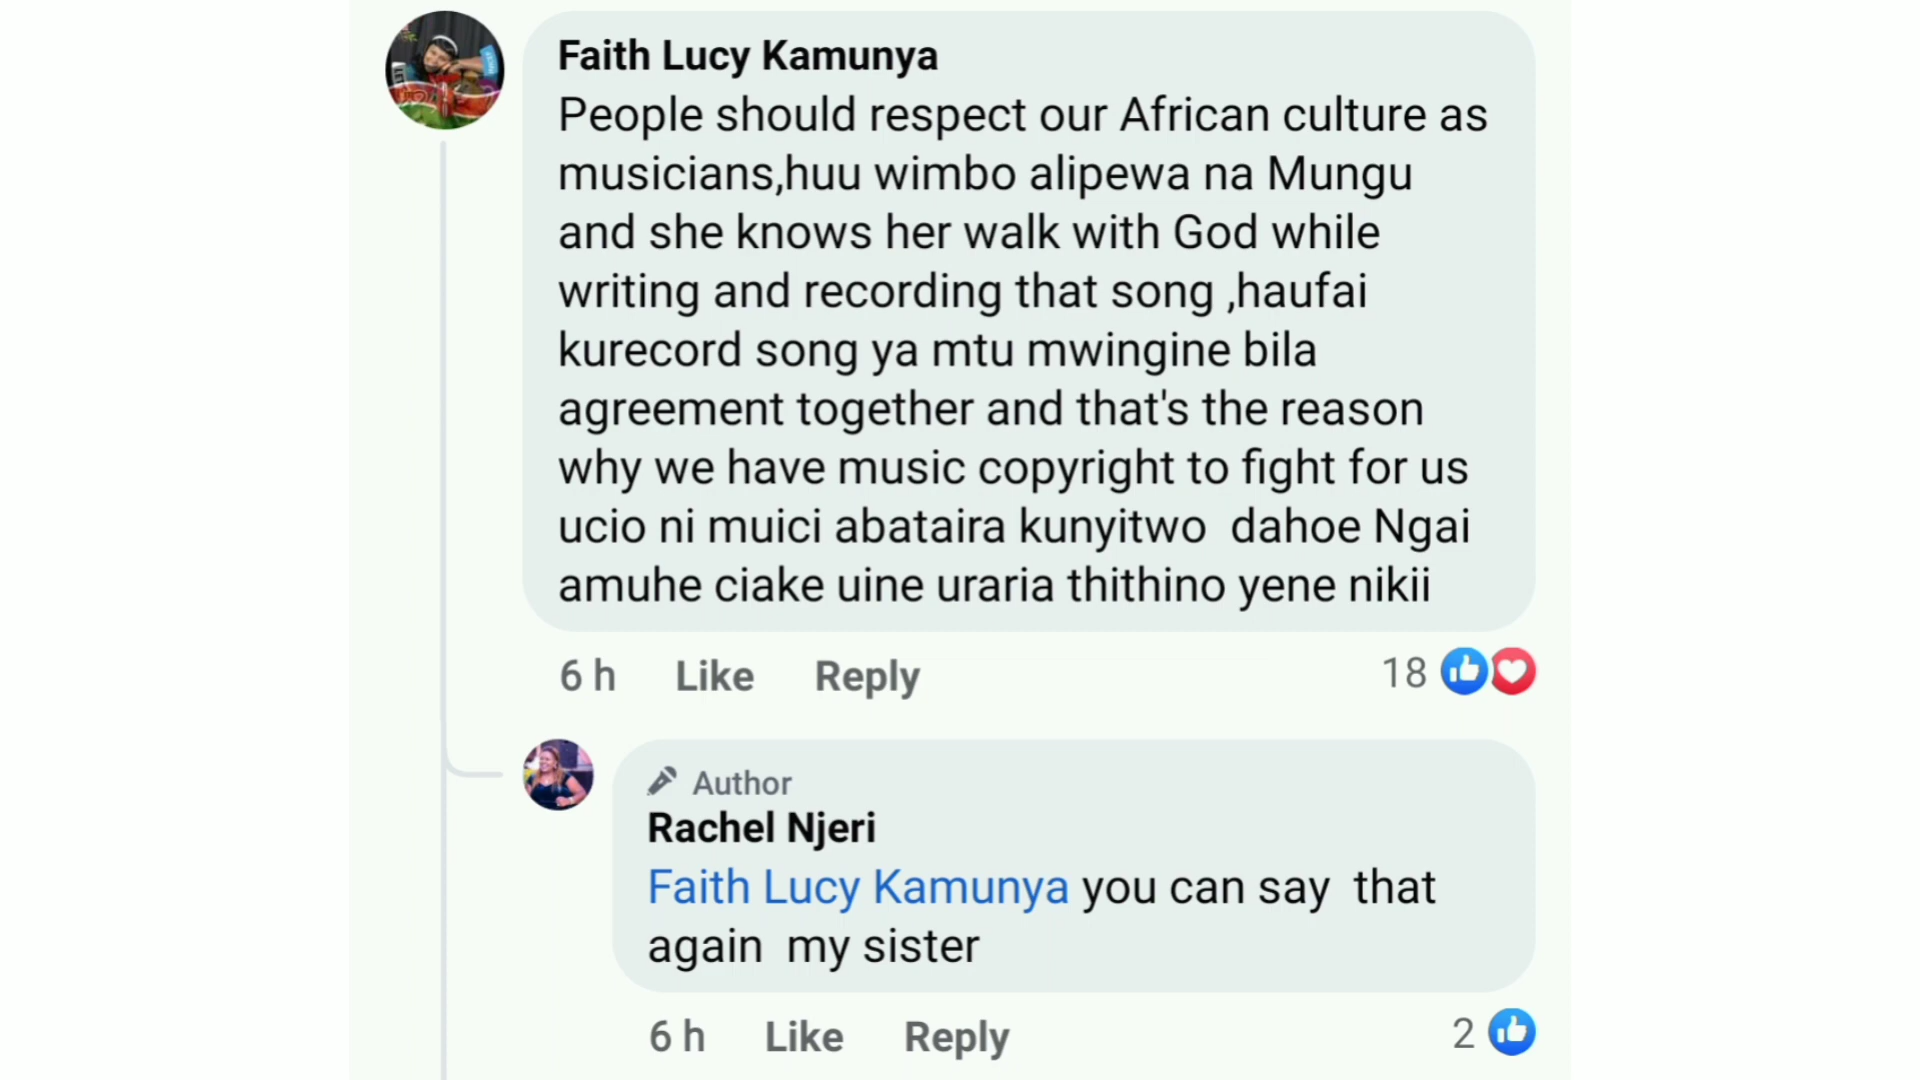 Faith Lucy Kamunya
People should respect our African culture as
musicians,huu wimbo alipewa na Mungu
and she knows her walk with God while
writing and recording that song ,haufai
kurecord song ya mtu mwingine bila
agreement together and that's the reason
why we have music copyright to fight for us
ucio ni muici abataira kunyitwo  dahoe Ngai
amuhe ciake uine uraria thithino yene nikii
6 h Like Reply 18
Author
Rachel Njeri
Faith Lucy Kamunya you can say  that
again  my sister
6 h Like Reply 2